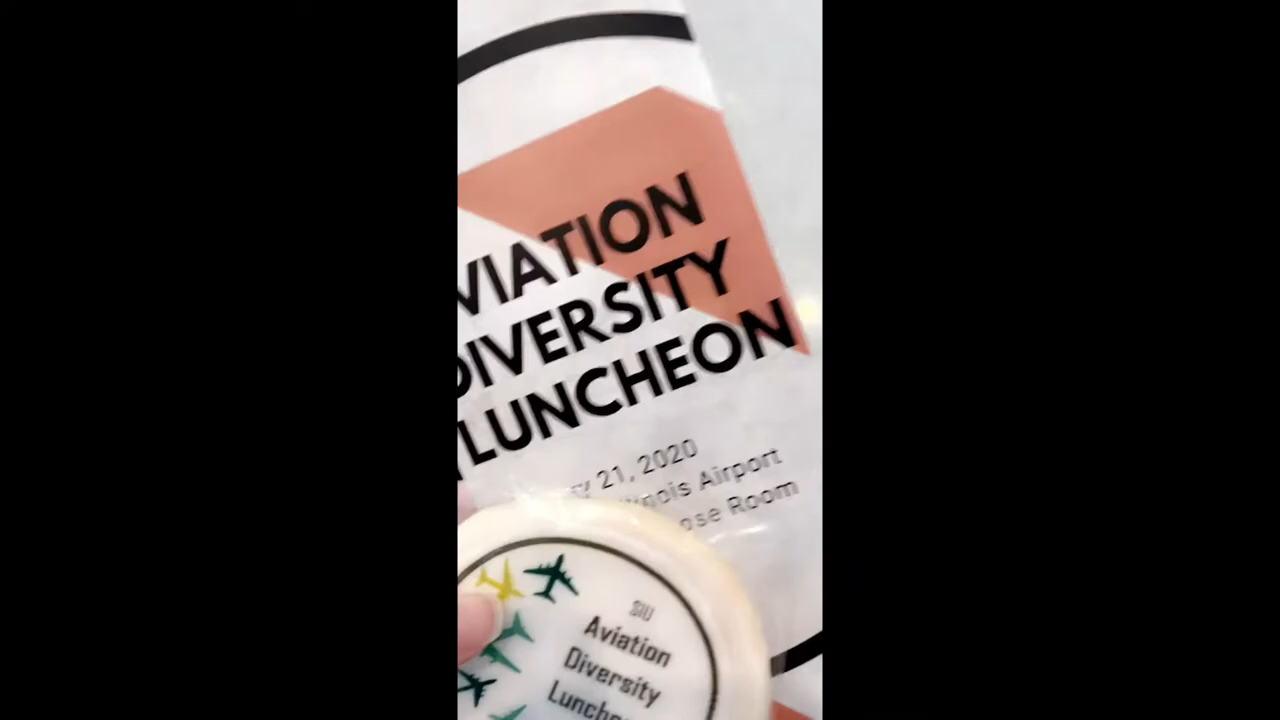 VIATION
DIVERSITY
LUNCHEON
21, 2020
Airport
Room
SIU
Aviation
Diversity